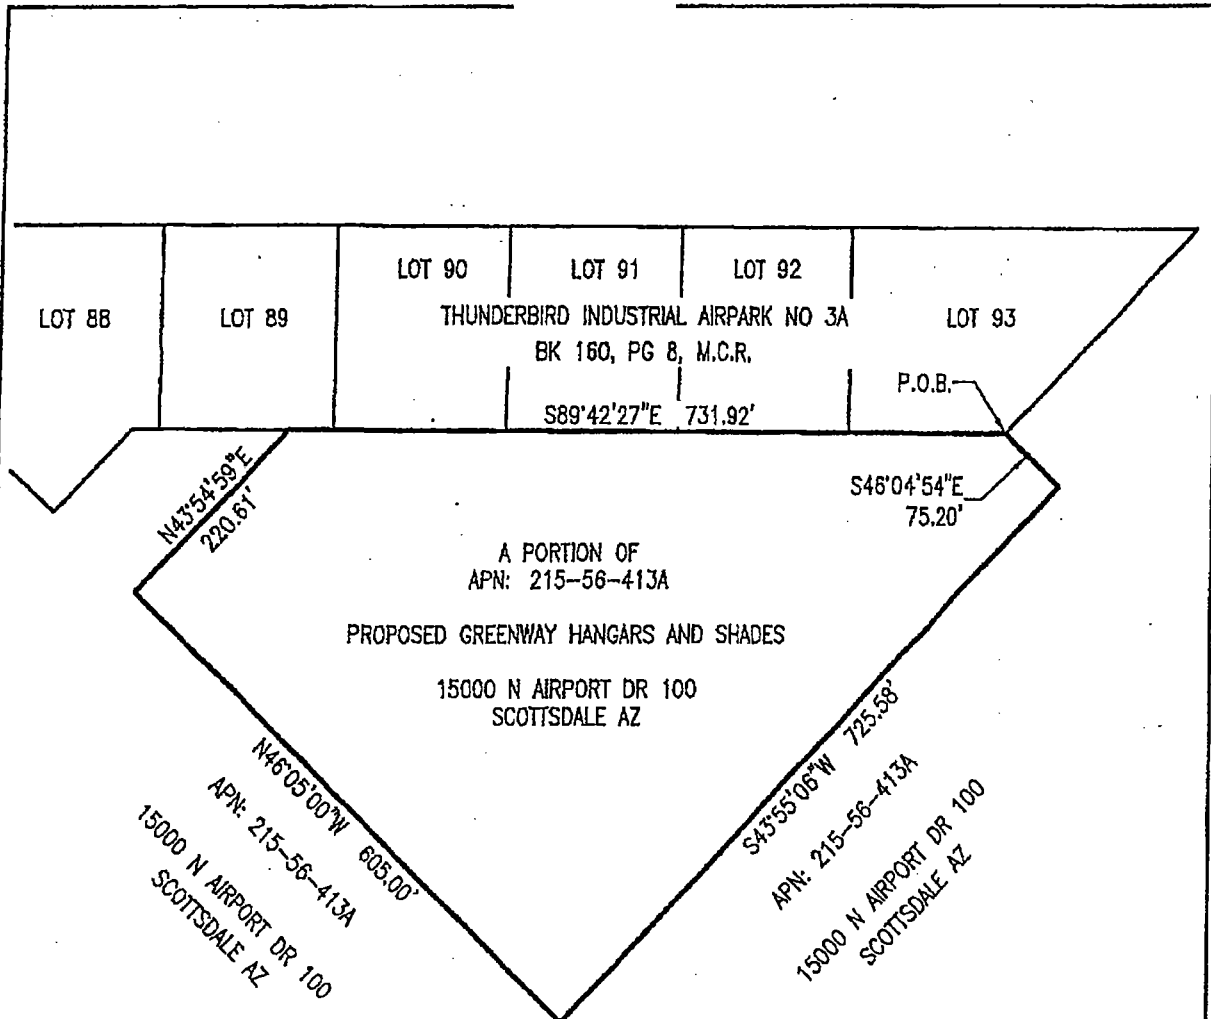 LOT 88
LOT 89
LOT 90
LOT 91
LOT 92
LOT 93
THUNDERBIRD INDUSTRIAL AIRPARK NO 3A
BK 160, PG 8, M.C.R.
P.O.B.
S89°42'27"E 731.92'
N43°54'59"E
220.61'
S46°04'54"E
75.20'
A PORTION OF
APN: 215-56-413A
PROPOSED GREENWAY HANGARS AND SHADES
15000 N AIRPORT DR 100
SCOTTSDALE AZ
N46°05'00"W 605.00'
APN: 215-56-413A
15000 N AIRPORT DR 100
SCOTTSDALE AZ
S43°55'06"W 725.58'
APN: 215-56-413A
15000 N AIRPORT DR 100
SCOTTSDALE AZ